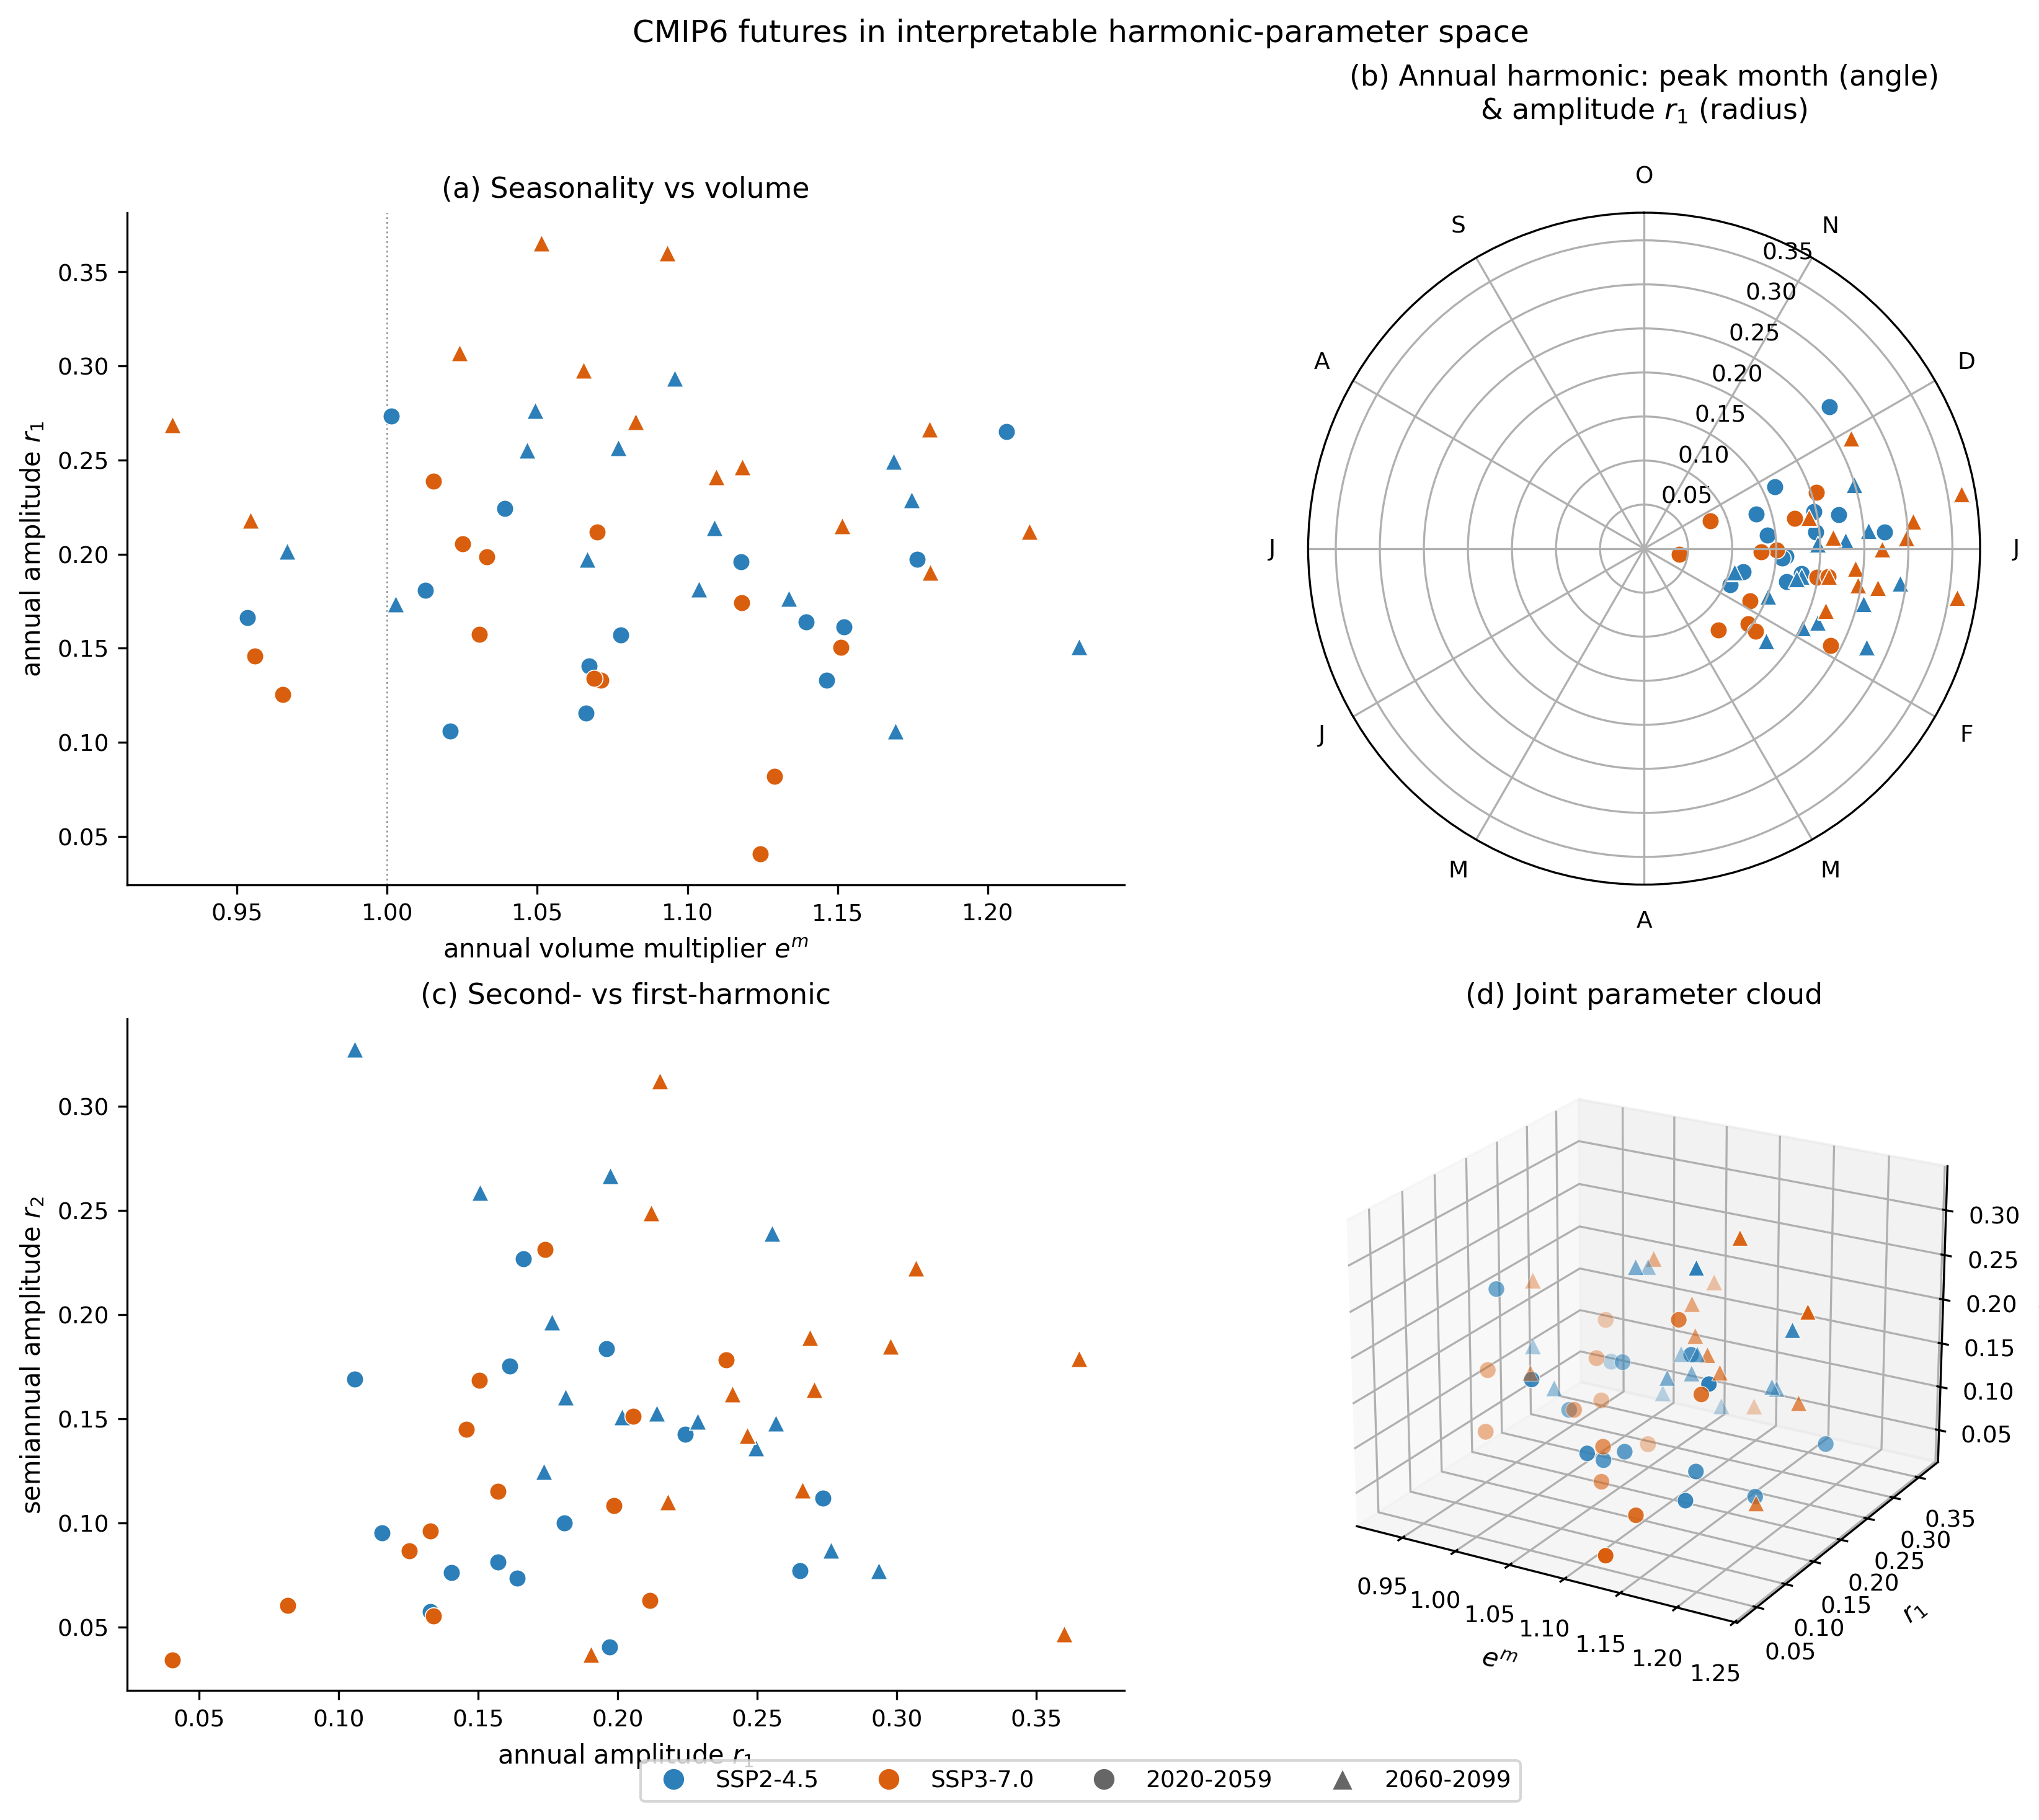 CMIP6 futures in interpretable harmonic-parameter space
(a) Seasonality vs volume
0.35
0.30
0.25
0.20
0.15
0.10
0.05
annual amplitude r₁
0.95
1.00
1.05
1.10
1.15
1.20
annual volume multiplier eᵐ
(b) Annual harmonic: peak month (angle)
& amplitude r₁ (radius)
O
S
N
A
D
J
J
J
F
M
M
A
0.35
0.30
0.25
0.20
0.15
0.10
0.05
(c) Second- vs first-harmonic
0.30
0.25
0.20
0.15
0.10
0.05
semiannual amplitude r₂
0.05
0.10
0.15
0.20
0.25
0.30
0.35
annual amplitude r₁
(d) Joint parameter cloud
0.30
0.25
0.20
0.15
0.10
0.05
0.95
1.00
1.05
1.10
1.15
1.20
1.25
eᵐ
0.05
0.10
0.15
0.20
0.25
0.30
0.35
r₁
SSP2-4.5
SSP3-7.0
2020-2059
2060-2099